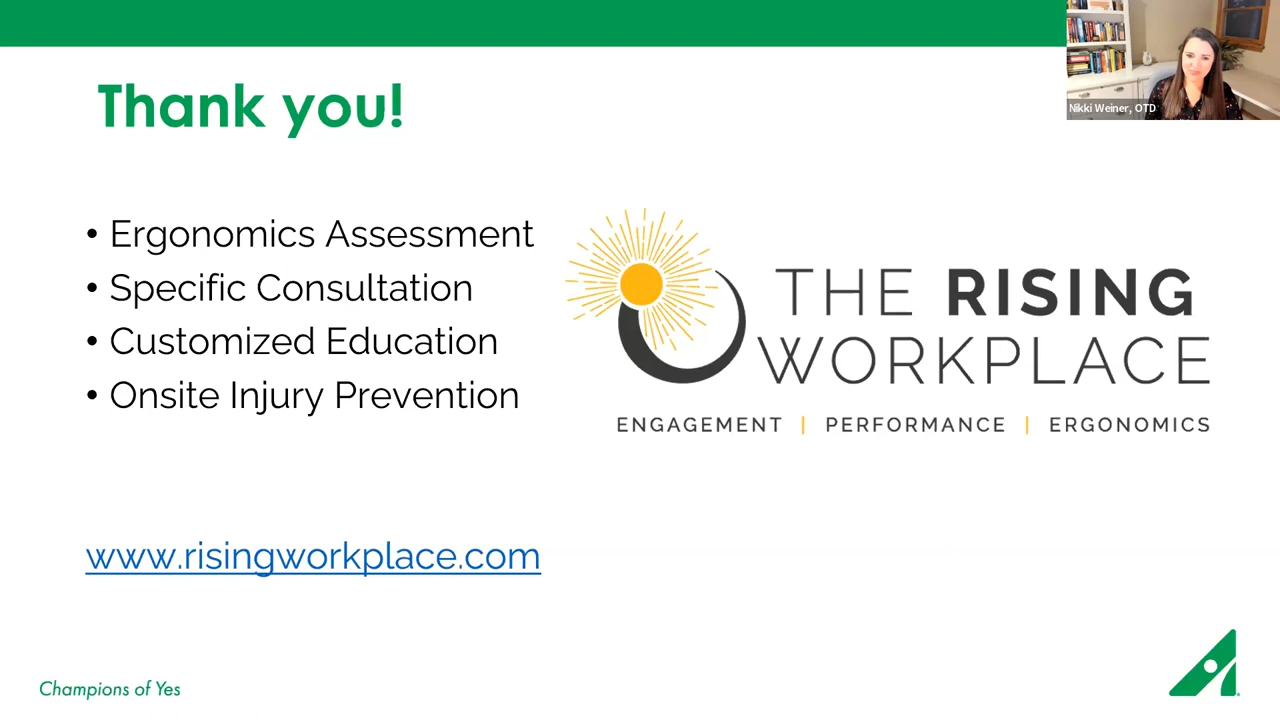 Thank you!
Nikki Weiner, OTD
• Ergonomics Assessment
• Specific Consultation
• Customized Education
• Onsite Injury Prevention
THE RISING
WORKPLACE
ENGAGEMENT | PERFORMANCE | ERGONOMICS
www.risingworkplace.com
Champions of Yes